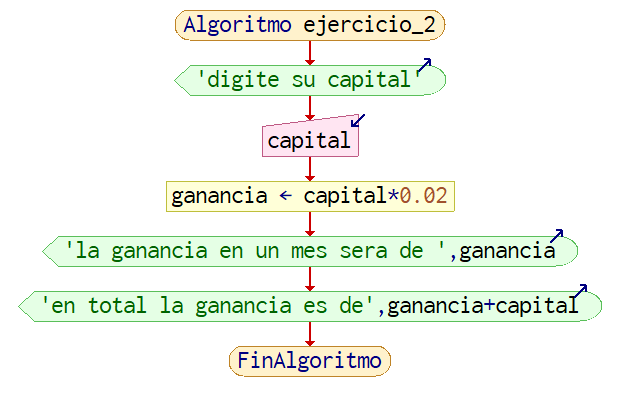 Algoritmo ejercicio_2
'digite su capital'
capital
ganancia ← capital*0.02
'la ganancia en un mes sera de ',ganancia
'en total la ganancia es de',ganancia+capital
FinAlgoritmo